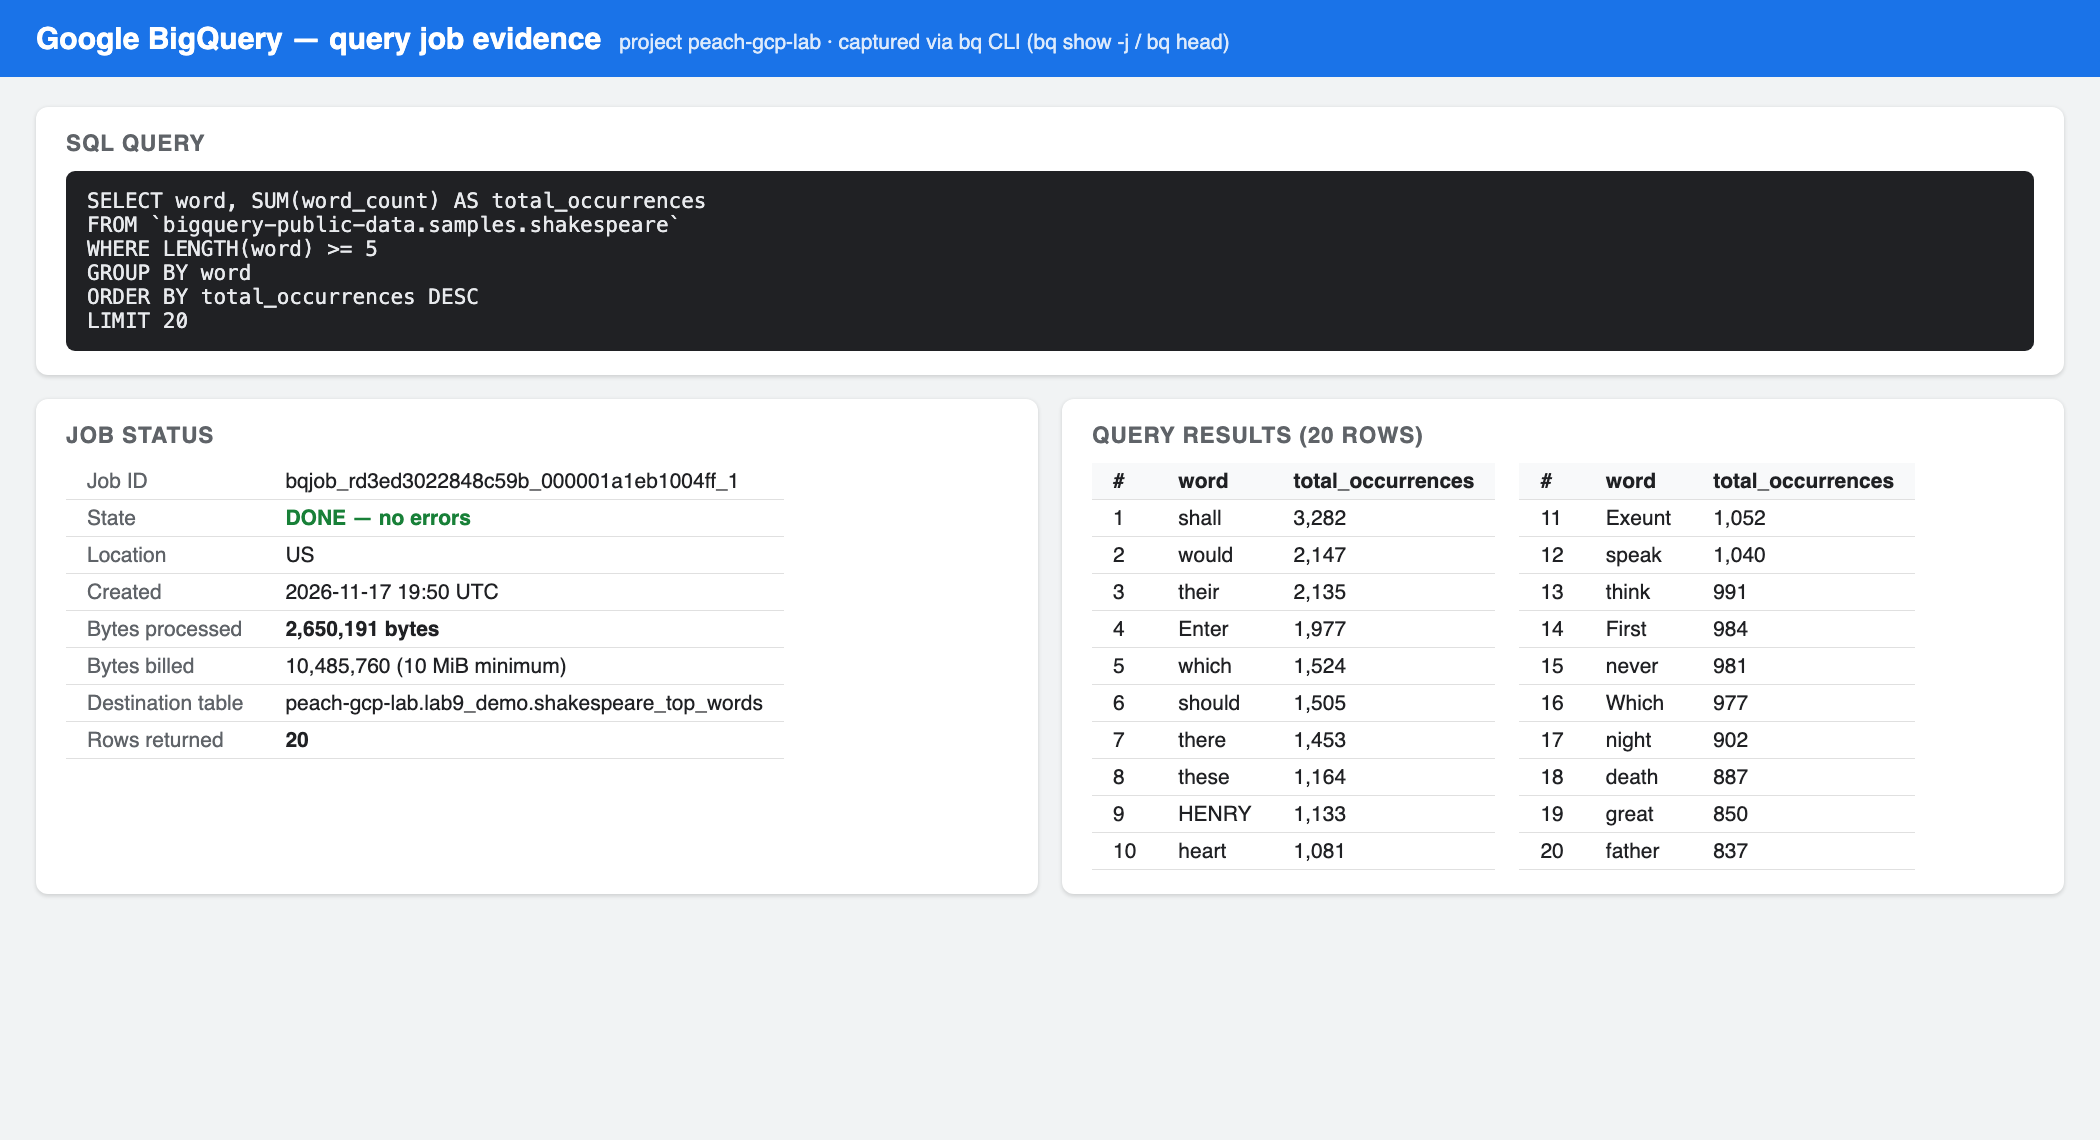 Google BigQuery — query job evidence project peach-gcp-lab · captured via bq CLI (bq show -j / bq head)
SQL QUERY
SELECT word, SUM(word_count) AS total_occurrences
FROM `bigquery-public-data.samples.shakespeare`
WHERE LENGTH(word) >= 5
GROUP BY word
ORDER BY total_occurrences DESC
LIMIT 20
JOB STATUS
Job ID bqjob_rd3ed3022848c59b_000001a1eb1004ff_1
State DONE — no errors
Location US
Created 2026-11-17 19:50 UTC
Bytes processed 2,650,191 bytes
Bytes billed 10,485,760 (10 MiB minimum)
Destination table peach-gcp-lab.lab9_demo.shakespeare_top_words
Rows returned 20
QUERY RESULTS (20 ROWS)
# word total_occurrences
1 shall 3,282
2 would 2,147
3 their 2,135
4 Enter 1,977
5 which 1,524
6 should 1,505
7 there 1,453
8 these 1,164
9 HENRY 1,133
10 heart 1,081
# word total_occurrences
11 Exeunt 1,052
12 speak 1,040
13 think 991
14 First 984
15 never 981
16 Which 977
17 night 902
18 death 887
19 great 850
20 father 837